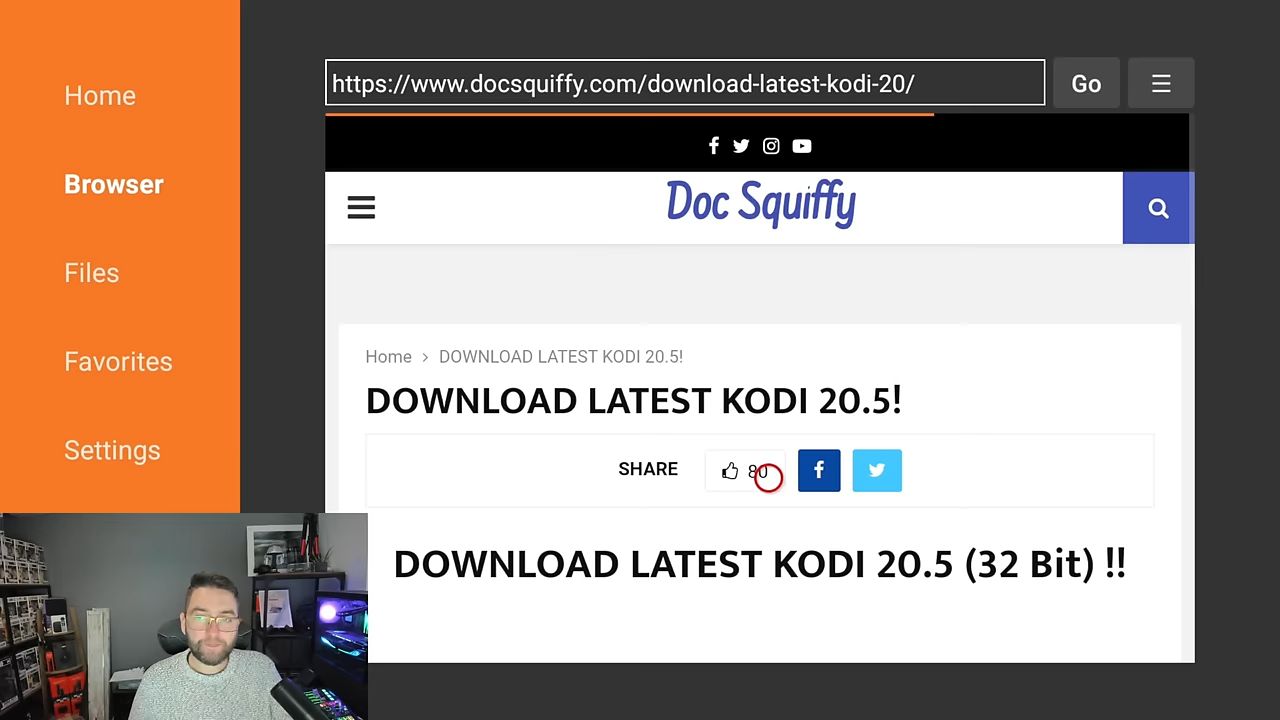 Home
Browser
Files
Favorites
Settings
https://www.docsquiffy.com/download-latest-kodi-20/
Go
Doc Squiffy
Home > DOWNLOAD LATEST KODI 20.5!
DOWNLOAD LATEST KODI 20.5!
SHARE
80
DOWNLOAD LATEST KODI 20.5 (32 Bit) !!